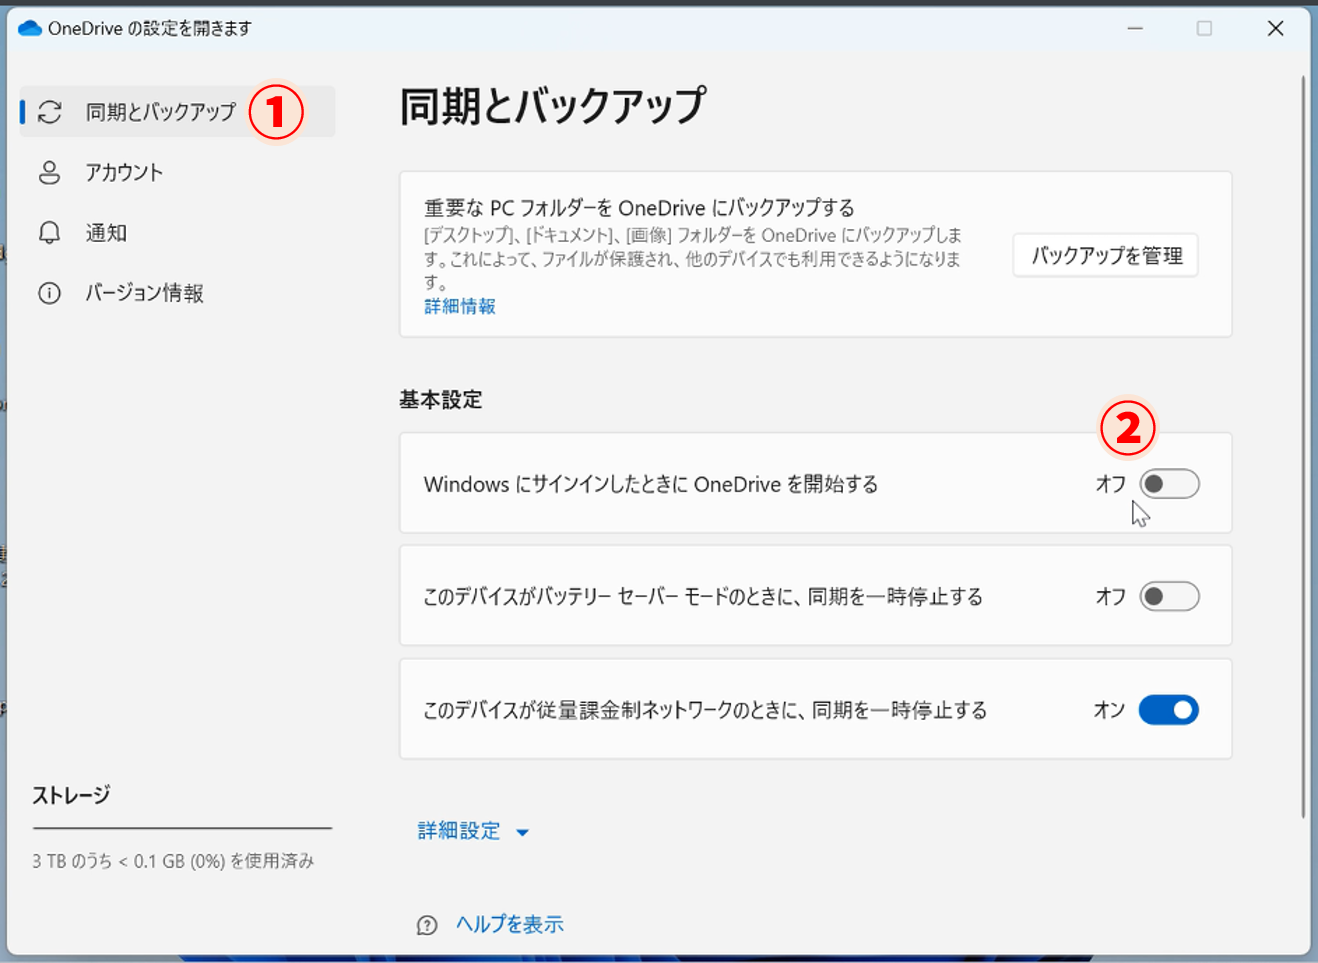 OneDrive の設定を開きます
同期とバックアップ
1
アカウント
通知
バージョン情報
ストレージ
3 TB のうち < 0.1 GB (0%) を使用済み
同期とバックアップ
重要な PC フォルダーを OneDrive にバックアップする
[デスクトップ]、[ドキュメント]、[画像] フォルダーを OneDrive にバックアップしま
す。これによって、ファイルが保護され、他のデバイスでも利用できるようになりま
す。
詳細情報
バックアップを管理
基本設定
2
Windows にサインインしたときに OneDrive を開始する
オフ
このデバイスがバッテリー セーバー モードのときに、同期を一時停止する
オフ
このデバイスが従量課金制ネットワークのときに、同期を一時停止する
オン
詳細設定
ヘルプを表示